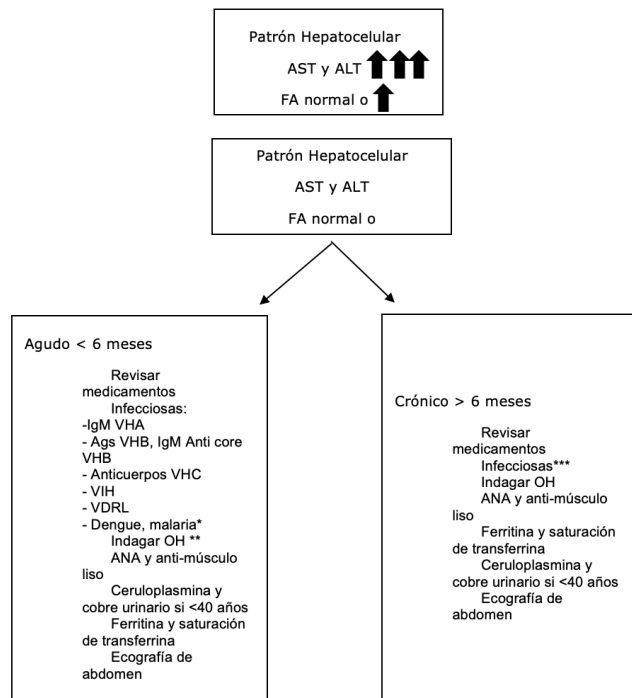 Patrón Hepatocelular
AST y ALT
FA normal o
Patrón Hepatocelular
AST y ALT
FA normal o
Agudo < 6 meses
Revisar
medicamentos
Infecciosas:
-IgM VHA
- Ags VHB, IgM Anti core
VHB
- Anticuerpos VHC
- VIH
- VDRL
- Dengue, malaria*
Indagar OH **
ANA y anti-músculo
liso
Ceruloplasmina y
cobre urinario si <40 años
Ferritina y saturación
de transferrina
Ecografía de
abdomen
Crónico > 6 meses
Revisar
medicamentos
Infecciosas***
Indagar OH
ANA y anti-músculo
liso
Ferritina y saturación
de transferrina
Ceruloplasmina y
cobre urinario si <40 años
Ecografía de
abdomen